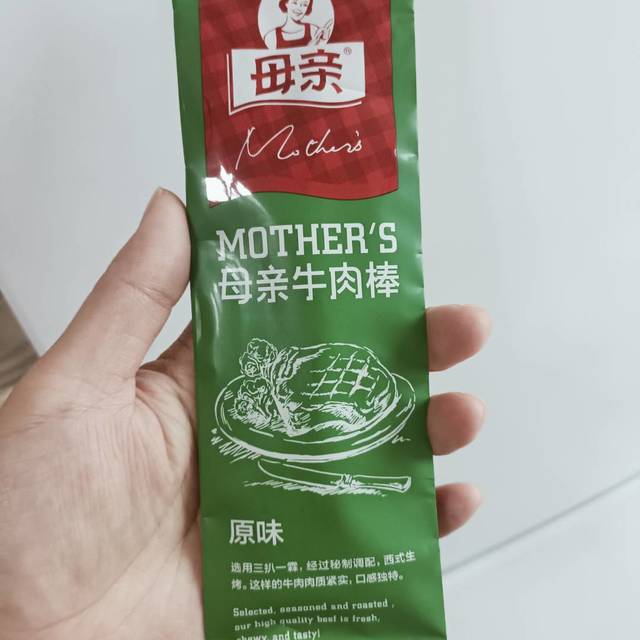 母亲®
Mother's
MOTHER'S
母亲牛肉棒
原味
选用三扒一霖，经过秘制调配，西式生
烤。这样的牛肉肉质紧实，口感独特。
Selected, seasoned and roasted ,
our high quality beef is fresh,
chewy, and tasty!